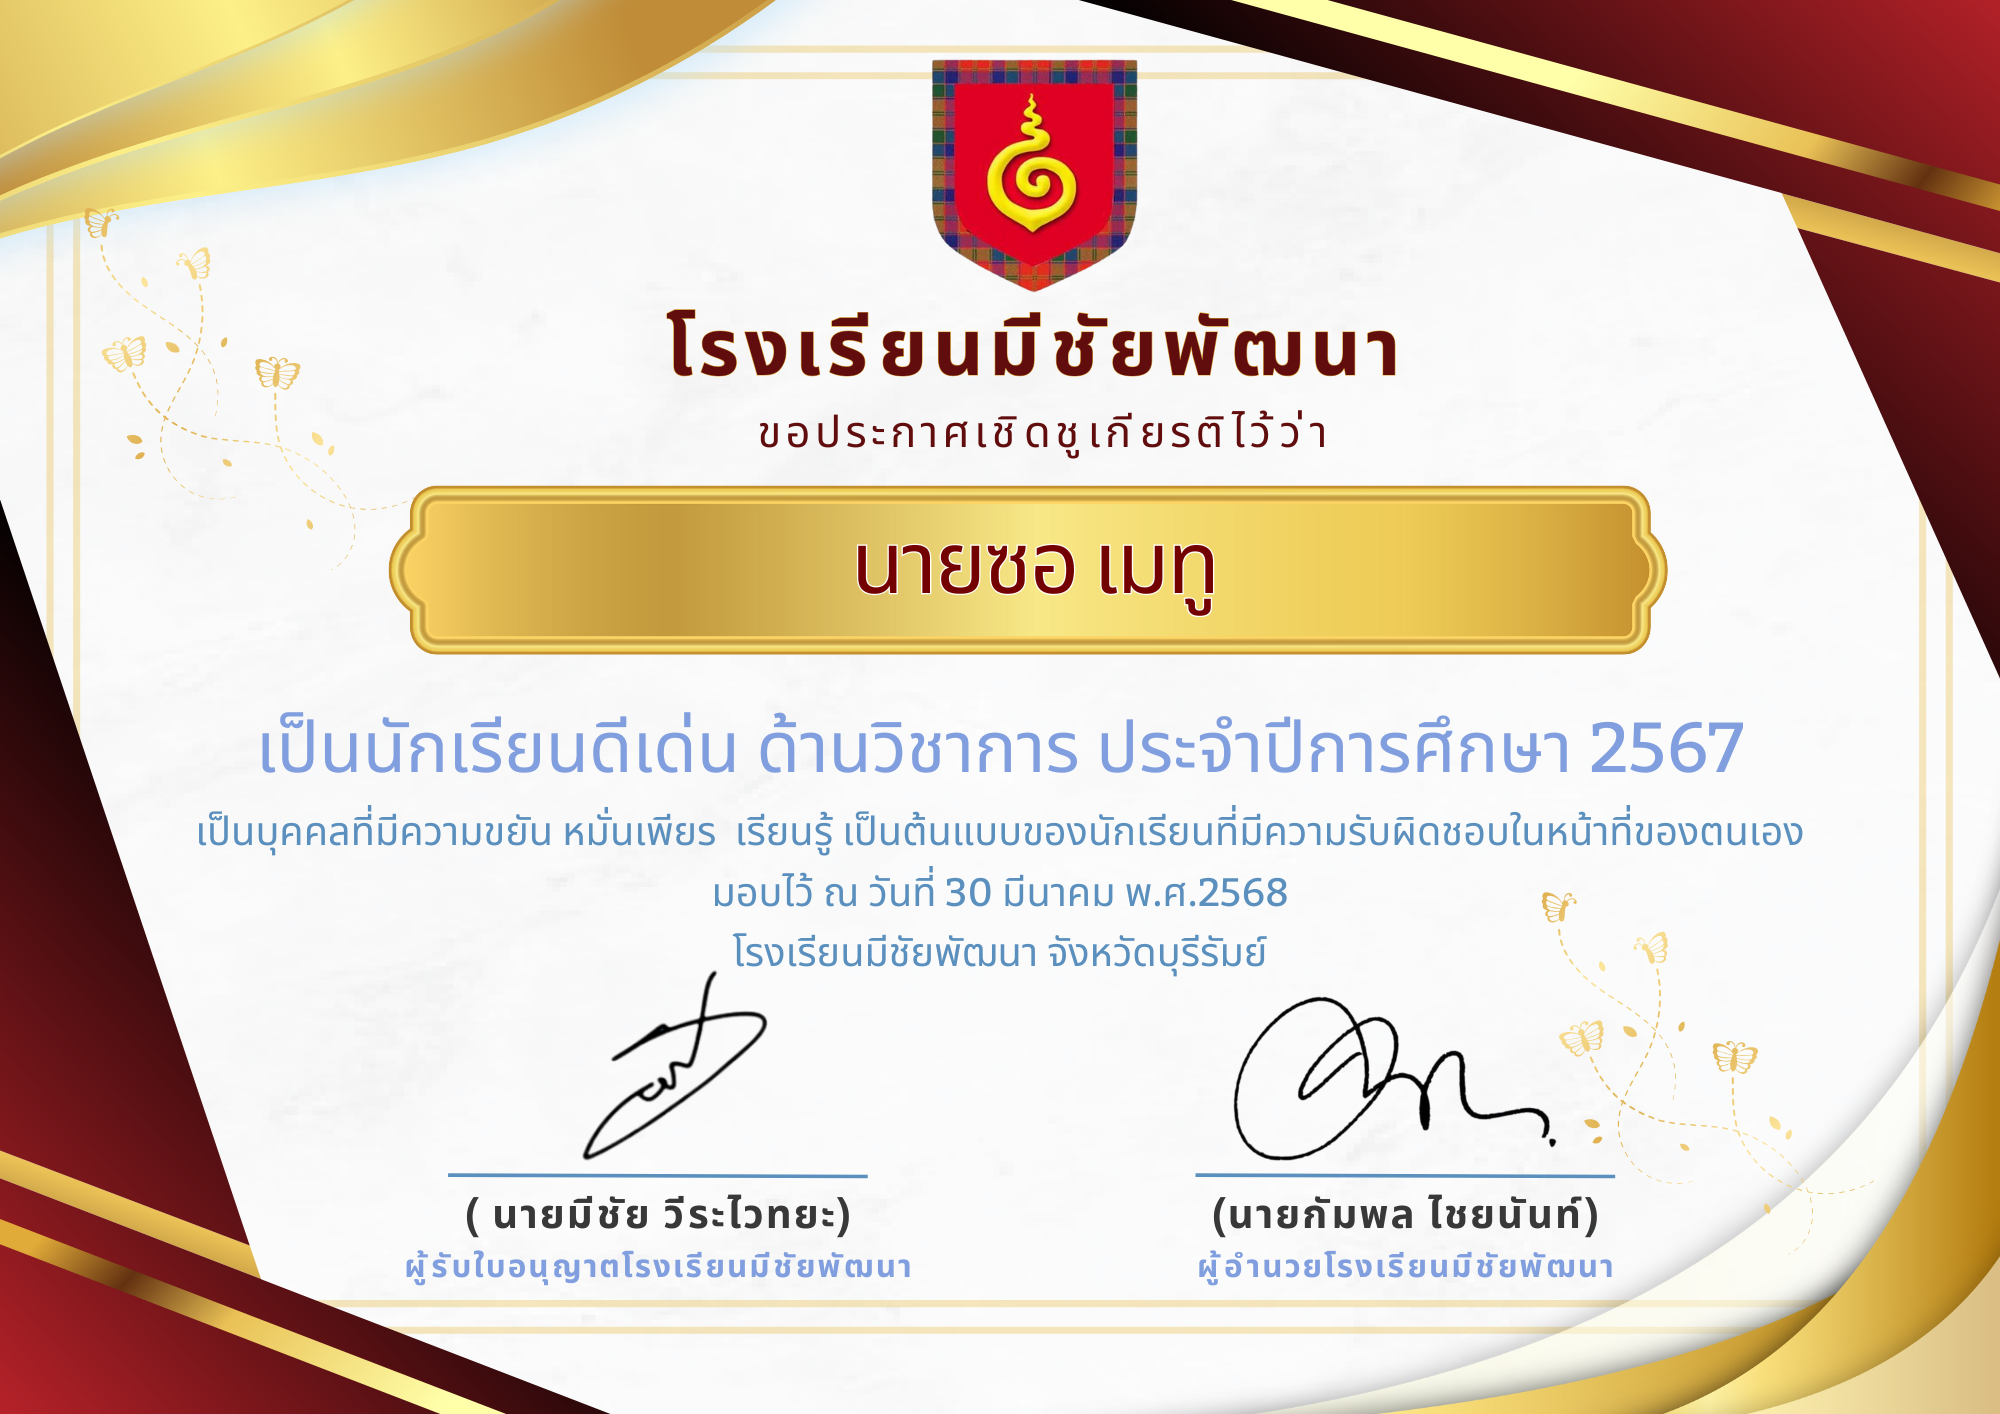 โรงเรียนมีชัยพัฒนา
ขอประกาศเชิดชูเกียรติไว้ว่า
นายซอ เมทู
เป็นนักเรียนดีเด่น ด้านวิชาการ ประจำปีการศึกษา 2567
เป็นบุคคลที่มีความขยัน หมั่นเพียร เรียนรู้ เป็นต้นแบบของนักเรียนที่มีความรับผิดชอบในหน้าที่ของตนเอง
มอบไว้ ณ วันที่ 30 มีนาคม พ.ศ.2568
โรงเรียนมีชัยพัฒนา จังหวัดบุรีรัมย์
( นายมีชัย วีระไวทยะ)
(นายกัมพล ไชยนันท์)
ผู้รับใบอนุญาตโรงเรียนมีชัยพัฒนา
ผู้อำนวยโรงเรียนมีชัยพัฒนา